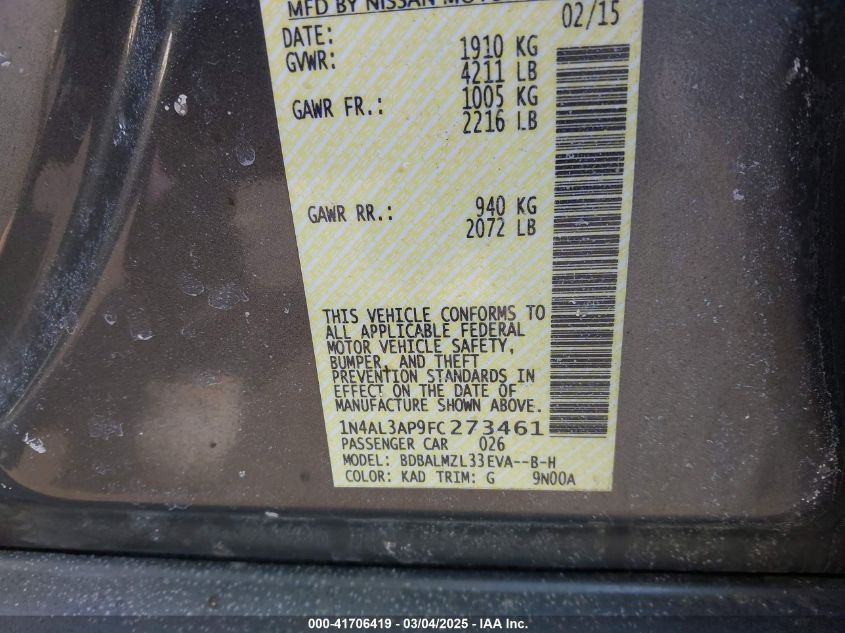 MFD BY NISSAN MOTOR
DATE: 02/15
GVWR: 1910 KG
4211 LB
GAWR FR.: 1005 KG
2216 LB
GAWR RR.: 940 KG
2072 LB
THIS VEHICLE CONFORMS TO
ALL APPLICABLE FEDERAL
MOTOR VEHICLE SAFETY,
BUMPER, AND THEFT
PREVENTION STANDARDS IN
EFFECT ON THE DATE OF
MANUFACTURE SHOWN ABOVE.
1N4AL3AP9FC273461
PASSENGER CAR 026
MODEL: BDBALMZL33EVA--B-H
COLOR: KAD TRIM: G 9N00A
000-41706419 - 03/04/2025 - IAA Inc.